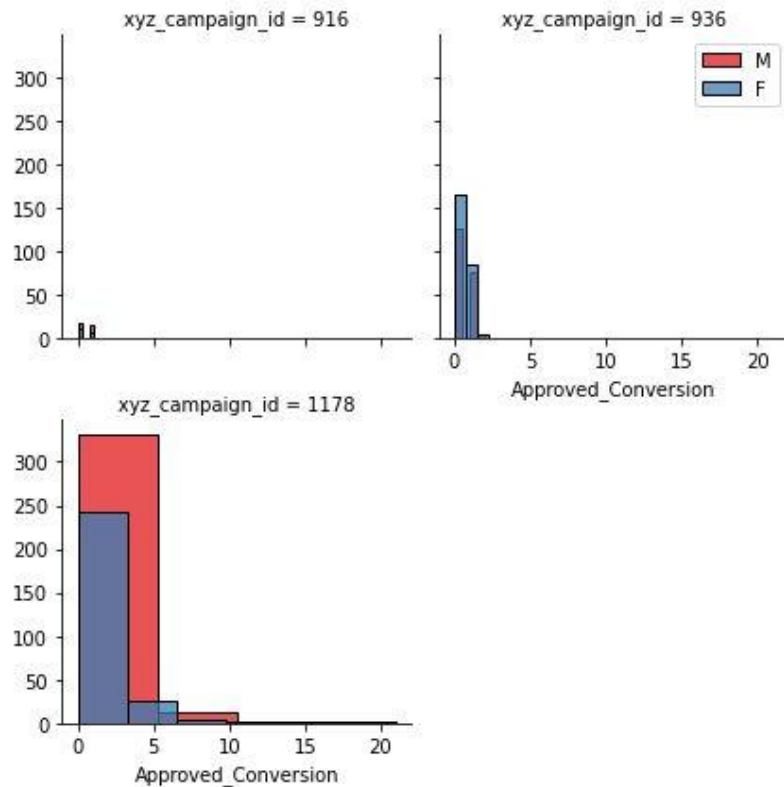 xyz_campaign_id = 916
xyz_campaign_id = 936
300
250
200
150
100
50
0
M
F
0 5 10 15 20
Approved_Conversion
xyz_campaign_id = 1178
300
250
200
150
100
50
0
0 5 10 15 20
Approved_Conversion